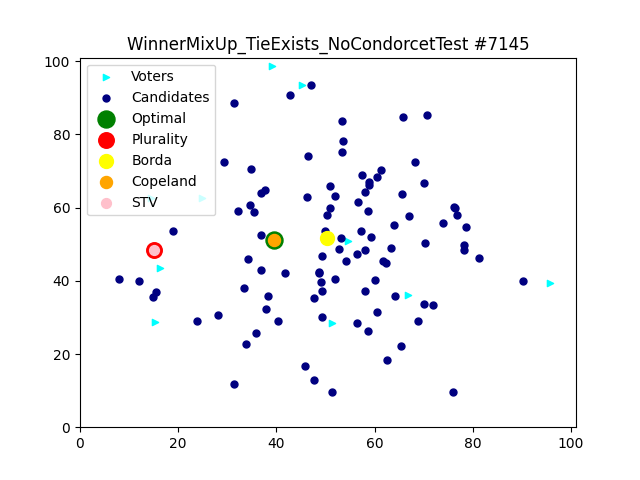 WinnerMixUp_TieExists_NoCondorcetTest #7145
Voters
Candidates
Optimal
Plurality
Borda
Copeland
STV
100
80
60
40
20
0
0 20 40 60 80 100